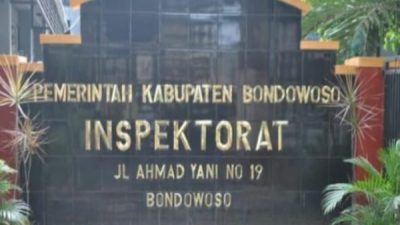 PEMERINTAH KABUPATEN BONDOWOSO
INSPEKTORAT
JL AHMAD YANI NO 19
BONDOWOSO